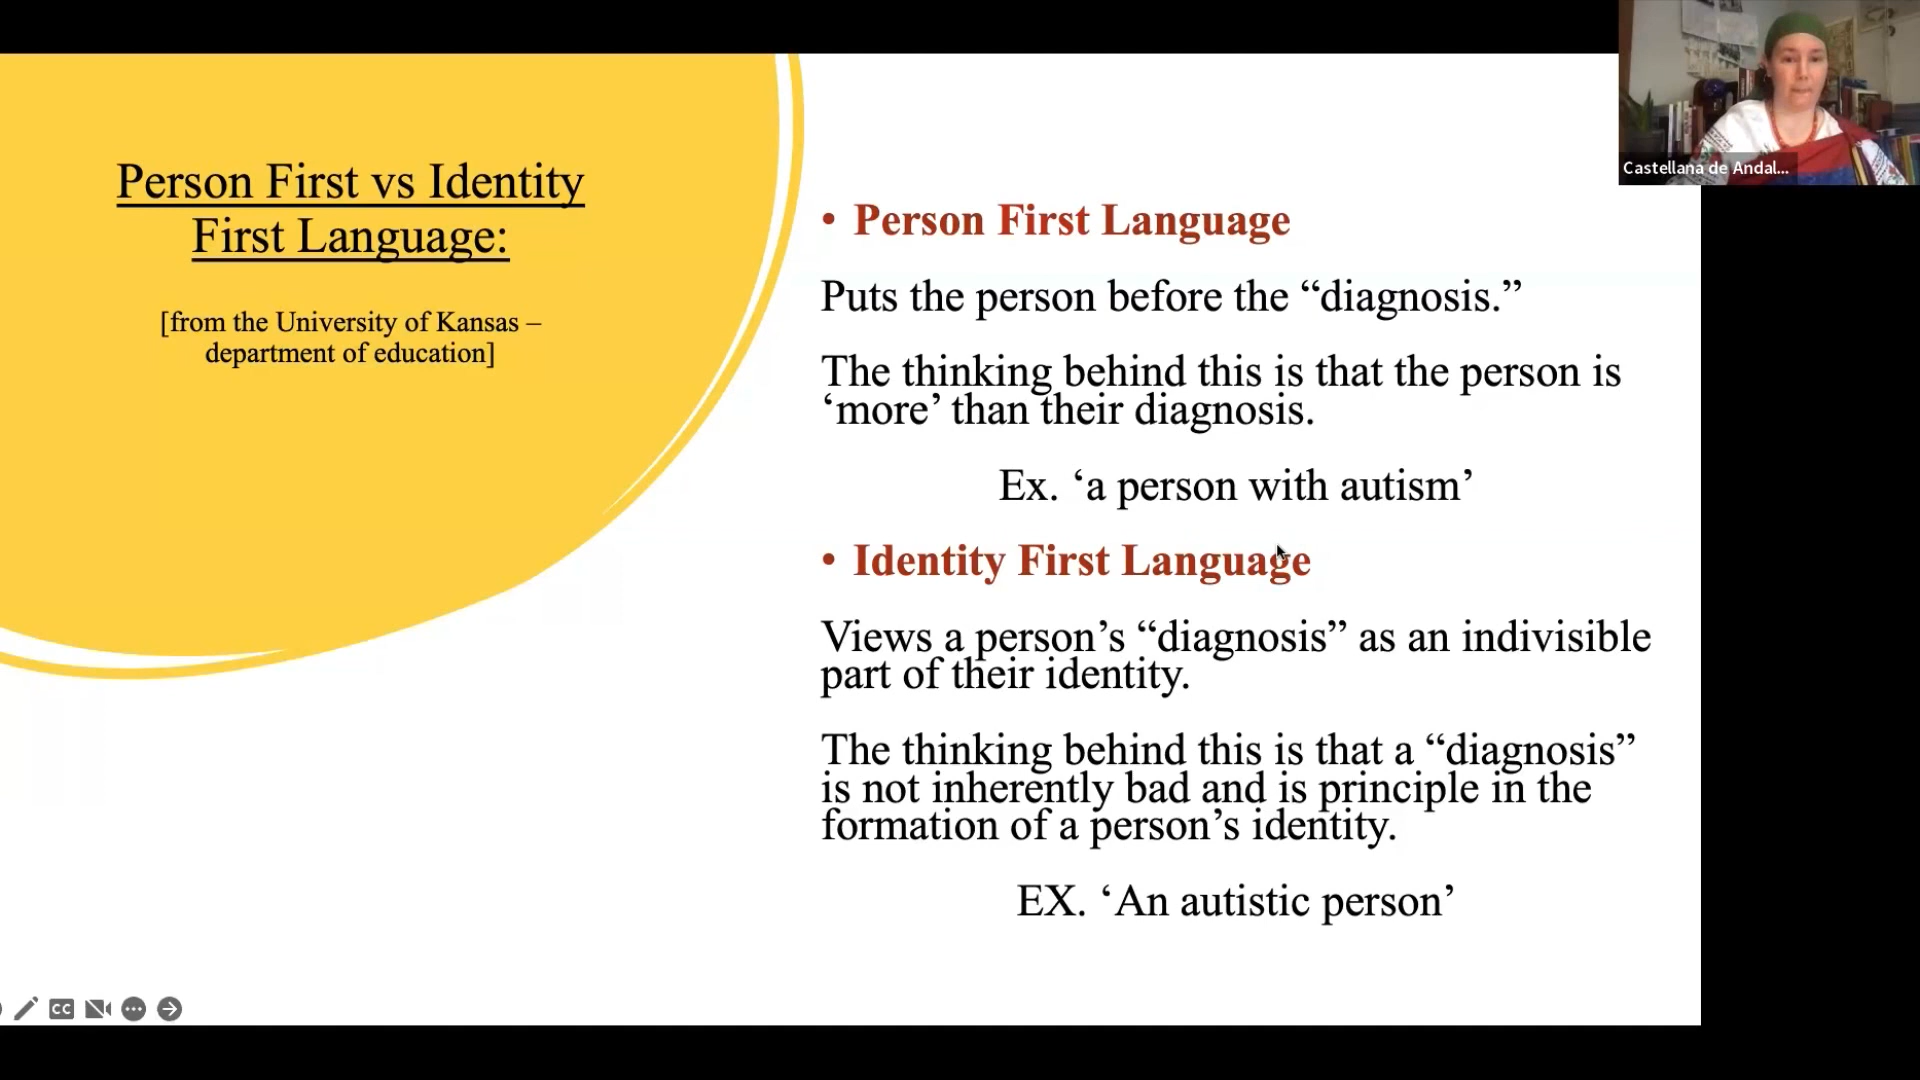 Person First vs Identity
First Language:
[from the University of Kansas –
department of education]
• Person First Language
Puts the person before the “diagnosis.”
The thinking behind this is that the person is
‘more’ than their diagnosis.
Ex. ‘a person with autism’
• Identity First Language
Views a person’s “diagnosis” as an indivisible
part of their identity.
The thinking behind this is that a “diagnosis”
is not inherently bad and is principle in the
formation of a person’s identity.
EX. ‘An autistic person’
Castellana de Andal...
CC